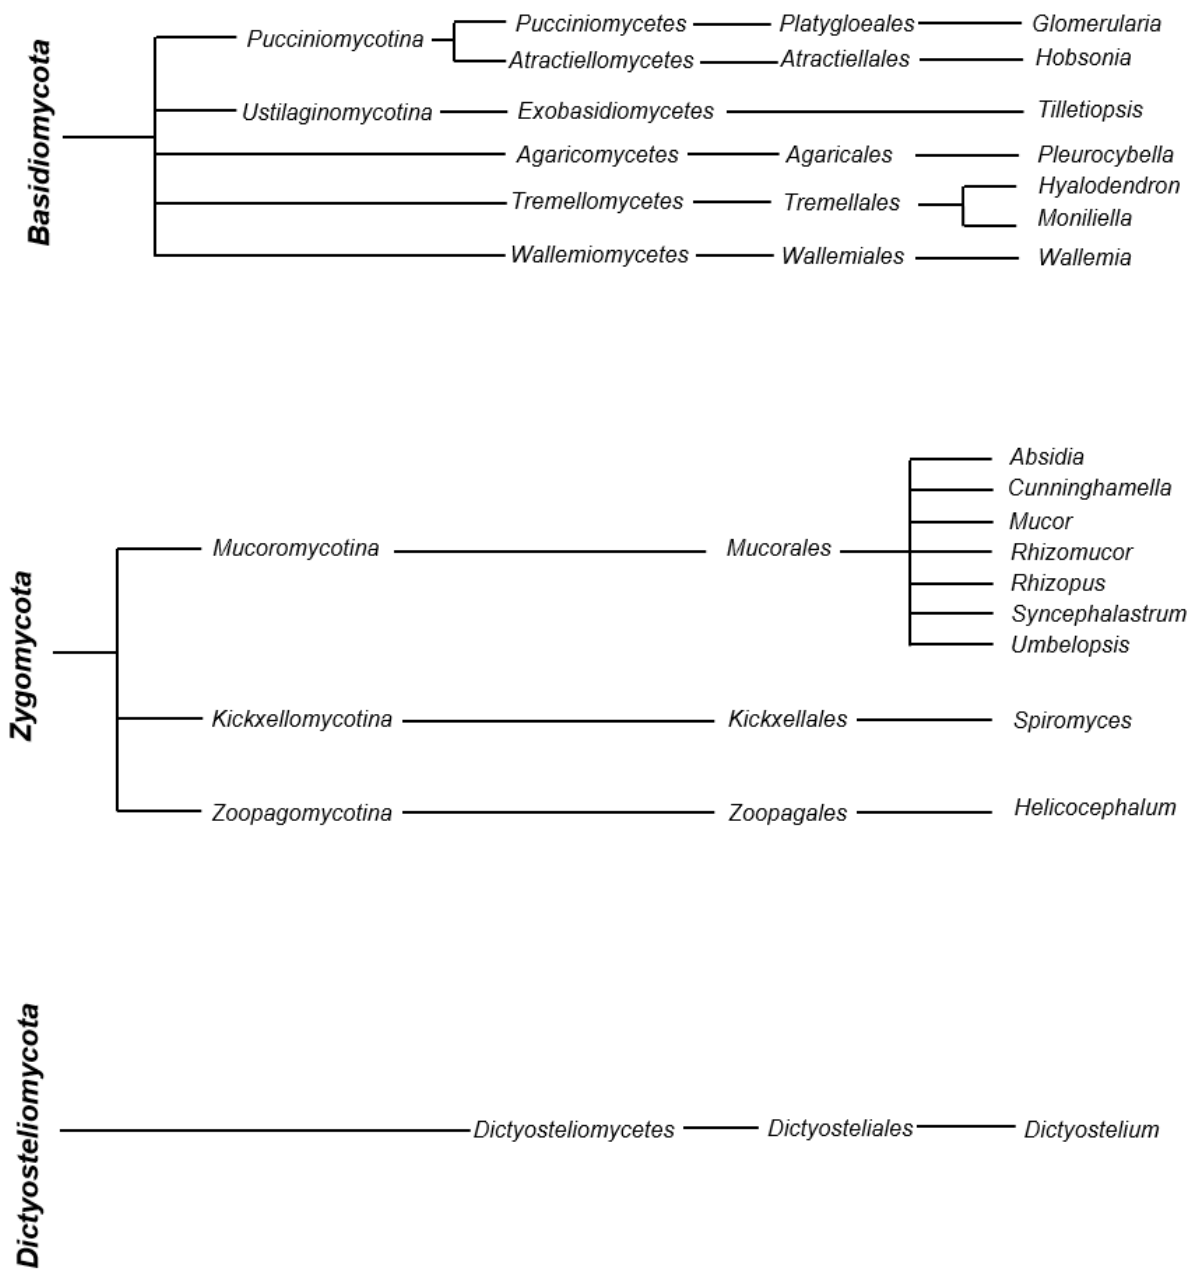 Basidiomycota
Pucciniomycotina
Pucciniomycetes
Platygloeales
Glomerularia
Atractiellomycetes
Atractiellales
Hobsonia
Ustilaginomycotina
Exobasidiomycetes
Tilletiopsis
Agaricomycetes
Agaricales
Pleurocybella
Tremellomycetes
Tremellales
Hyalodendron
Moniliella
Wallemiomycetes
Wallemiales
Wallemia
Zygomycota
Mucoromycotina
Mucorales
Absidia
Cunninghamella
Mucor
Rhizomucor
Rhizopus
Syncephalastrum
Umbelopsis
Kickxellomycotina
Kickxellales
Spiromyces
Zoopagomycotina
Zoopagales
Helicocephalum
Dictyosteliomycota
Dictyosteliomycetes
Dictyosteliales
Dictyostelium